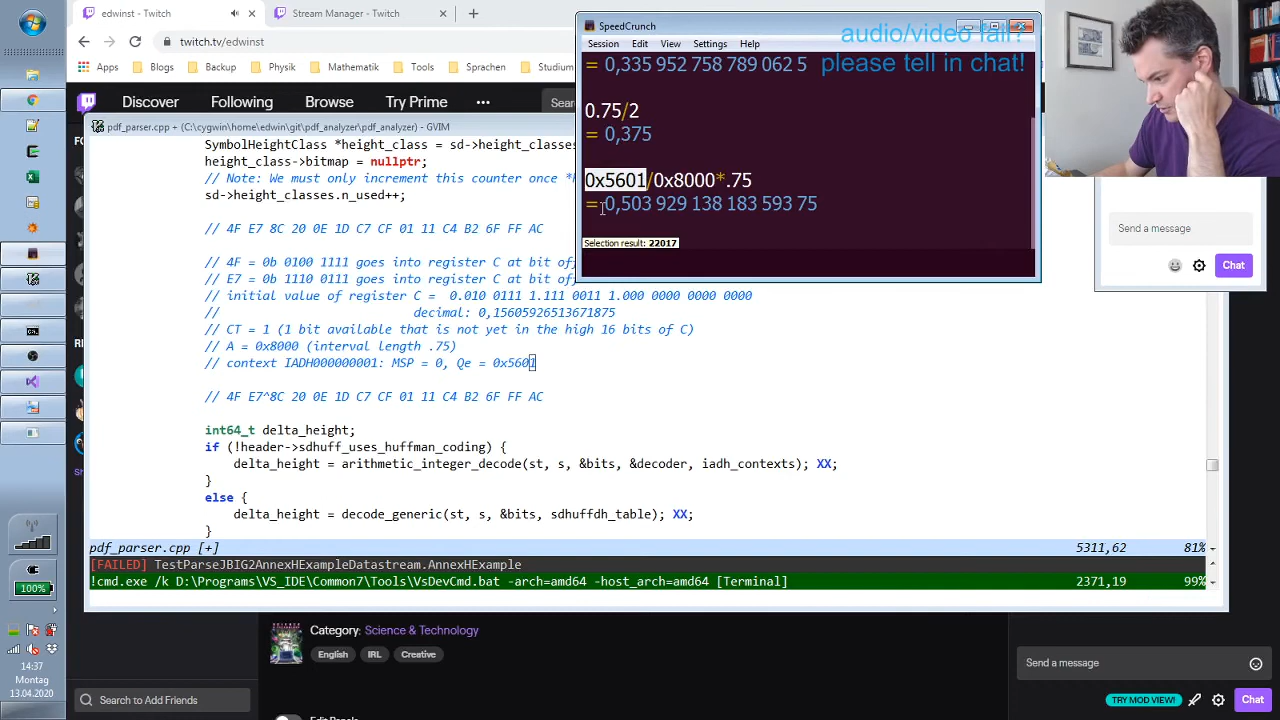 edwinst - Twitch
Stream Manager - Twitch
twitch.tv/edwinst
Apps
Bugs
Blogs
Backup
Physik
Mathematik
Tools
Sprachen
Studium
Discover
Following
Browse
Try Prime
SpeedCrunch
Session Edit View Settings Help
audio/video fail?
please tell in chat!
= 0,335 952 758 789 062 5
0.75/2
= 0,375
0x5601/0x8000*.75
= 0,503 929 138 183 593 75
Selection result: 22017
Send a message
Chat
pdf_parser.cpp + (C:\cygwin\home\edwin\git\pdf_analyzer\pdf_analyzer) - GVIM
SymbolHeightClass *height_class = sd->height_classes
height_class->bitmap = nullptr;
// Note: We must only increment this counter once *h
sd->height_classes.n_used++;
// 4F E7 8C 20 0E 1D C7 CF 01 11 C4 B2 6F FF AC
// 4F = 0b 0100 1111 goes into register C at bit off
// E7 = 0b 1110 0111 goes into register C at bit off
// initial value of register C = 0.010 0111 1.111 0011 1.000 0000 0000 0000
// decimal: 0,15605926513671875
// CT = 1 (1 bit available that is not yet in the high 16 bits of C)
// A = 0x8000 (interval length .75)
// context IADH000000001: MSP = 0, Qe = 0x5601
// 4F E7^8C 20 0E 1D C7 CF 01 11 C4 B2 6F FF AC
int64_t delta_height;
if (!header->sdhuff_uses_huffman_coding) {
delta_height = arithmetic_integer_decode(st, s, &bits, &decoder, iadh_contexts); XX;
}
else {
delta_height = decode_generic(st, s, &bits, sdhuffdh_table); XX;
}
pdf_parser.cpp [+] 5311,62 81%
[FAILED] TestParseJBIG2AnnexHExampleDatastream.AnnexHExample
!cmd.exe /k D:\Programs\VS_IDE\Common7\Tools\VsDevCmd.bat -arch=amd64 -host_arch=amd64 [Terminal] 2371,19 99%
Category: Science & Technology
English IRL Creative
Search to Add Friends
Send a message
TRY MOD VIEW!
Chat
100%
14:37
Montag
13.04.2020